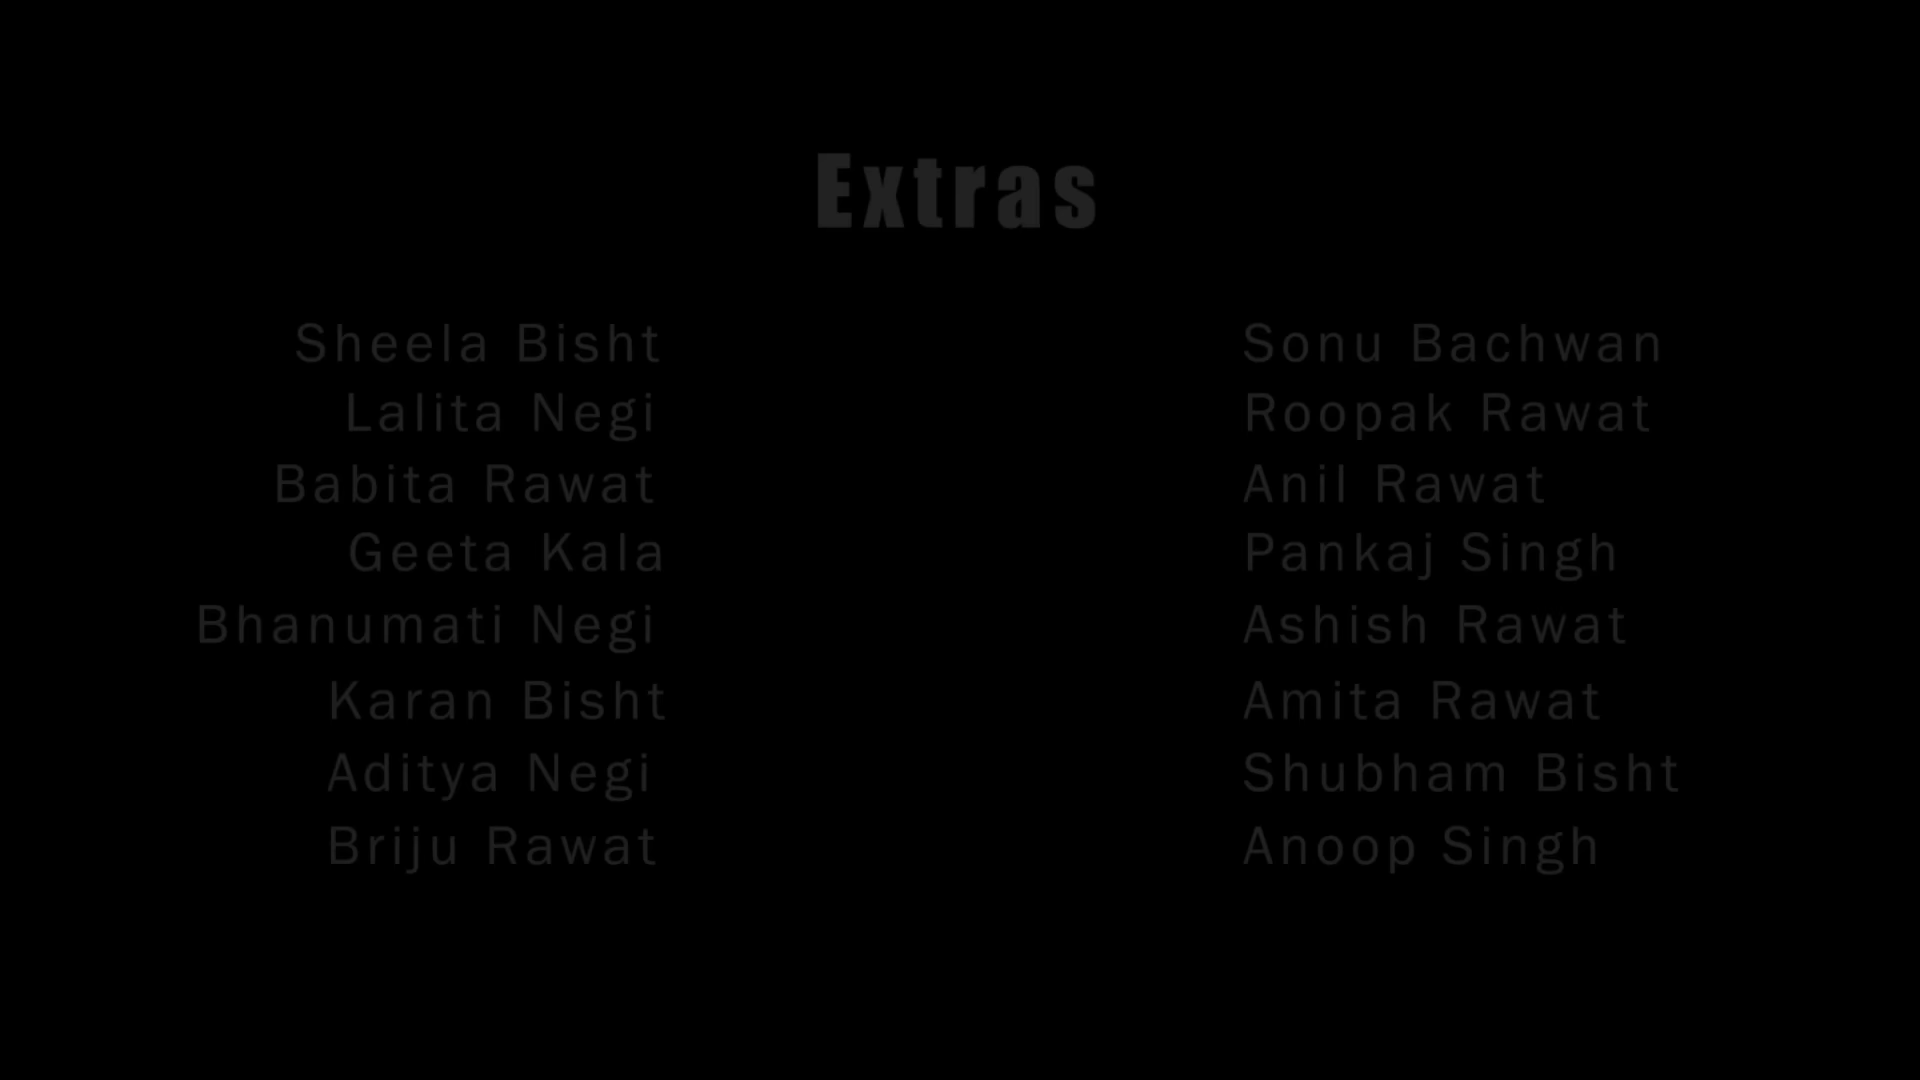 Extras
Sheela Bisht
Lalita Negi
Babita Rawat
Geeta Kala
Bhanumati Negi
Karan Bisht
Aditya Negi
Briju Rawat
Sonu Bachwan
Roopak Rawat
Anil Rawat
Pankaj Singh
Ashish Rawat
Amita Rawat
Shubham Bisht
Anoop Singh